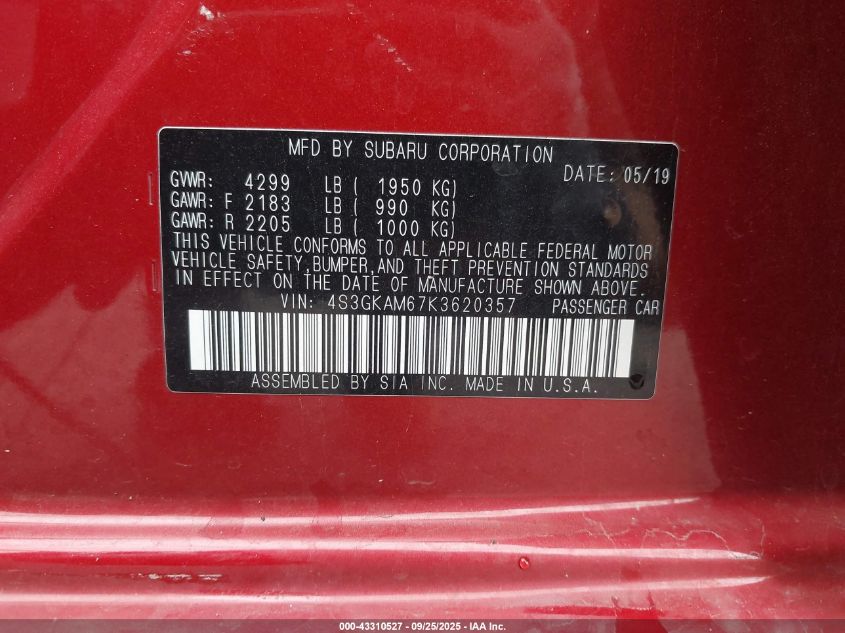 MFD BY SUBARU CORPORATION
DATE: 05/19
GVWR: 4299 LB ( 1950 KG)
GAWR: F 2183 LB ( 990 KG)
GAWR: R 2205 LB ( 1000 KG)
THIS VEHICLE CONFORMS TO ALL APPLICABLE FEDERAL MOTOR
VEHICLE SAFETY,BUMPER,AND THEFT PREVENTION STANDARDS
IN EFFECT ON THE DATE OF MANUFACTURE SHOWN ABOVE.
VIN: 4S3GKAM67K3620357 PASSENGER CAR
ASSEMBLED BY SIA INC. MADE IN U.S.A.
000-43310527 - 09/25/2025 - IAA Inc.